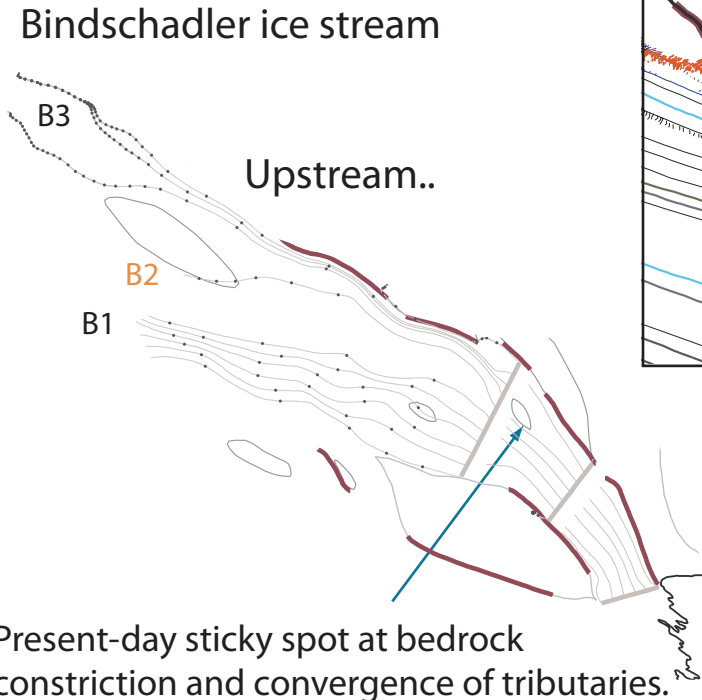 Bindschadler ice stream
B3
Upstream..
B2
B1
Present-day sticky spot at bedrock
constriction and convergence of tributaries.